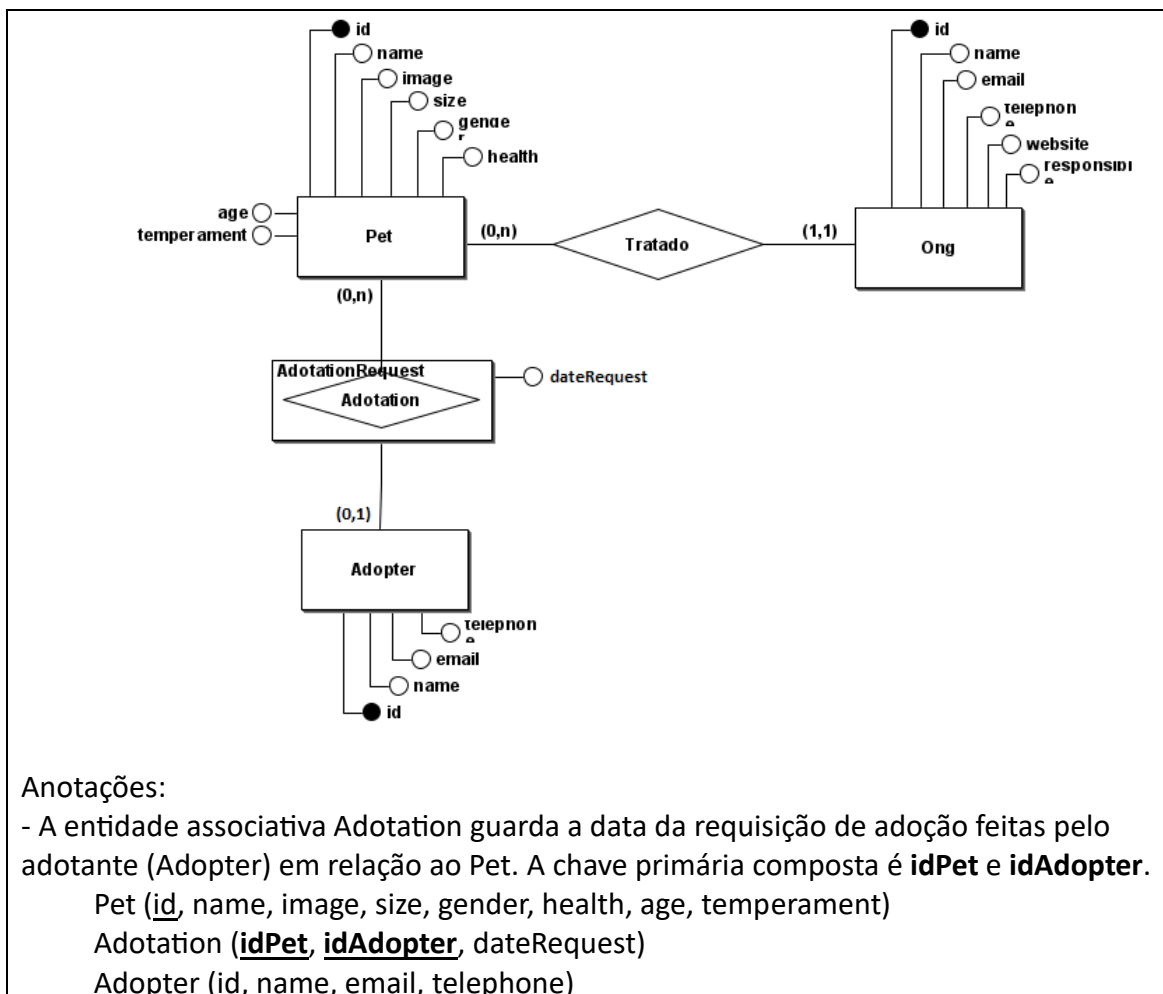 id
name
image
size
health
age
temperament
Pet
(0,n)
Tratado
(1,1)
id
name
email
website
Ong
(0,n)
AdotationRequest
Adotation
dateRequest
(0,1)
Adopter
email
name
id
Anotações:
- A entidade associativa Adotation guarda a data da requisição de adoção feitas pelo
adotante (Adopter) em relação ao Pet. A chave primária composta é idPet e idAdopter.
Pet (id, name, image, size, gender, health, age, temperament)
Adotation (idPet, idAdopter, dateRequest)
Adopter (id, name, email, telephone)